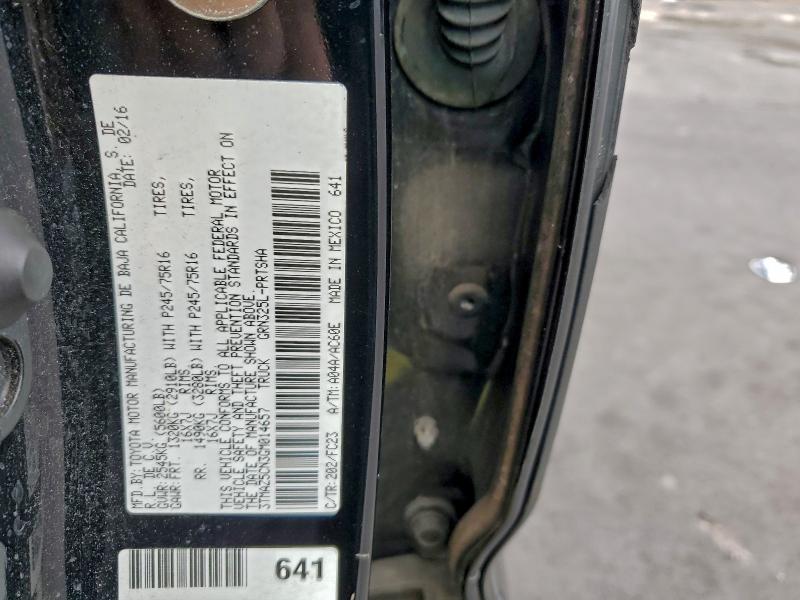 MFD.BY:TOYOTA MOTOR MANUFACTURING DE BAJA CALIFORNIA, S. DE
R.L. DE C.V. DATE: 02/16
GVWR:2545KG(5600LB)
GAWR:FRT. 1320KG (2910LB) WITH P245/75R16 TIRES,
16X7J RIMS,
RR. 1490KG (3280LB) WITH P245/75R16 TIRES,
16X7J RIMS.
THIS VEHICLE CONFORMS TO ALL APPLICABLE FEDERAL MOTOR
VEHICLE SAFETY AND THEFT PREVENTION STANDARDS IN EFFECT ON
THE DATE OF MANUFACTURE SHOWN ABOVE.
3TMAZ5CN3GM014657 TRUCK GRN325L-PRTSHA
C/TR:202/FC23 A/TM:A04A/AC60E MADE IN MEXICO 641
641